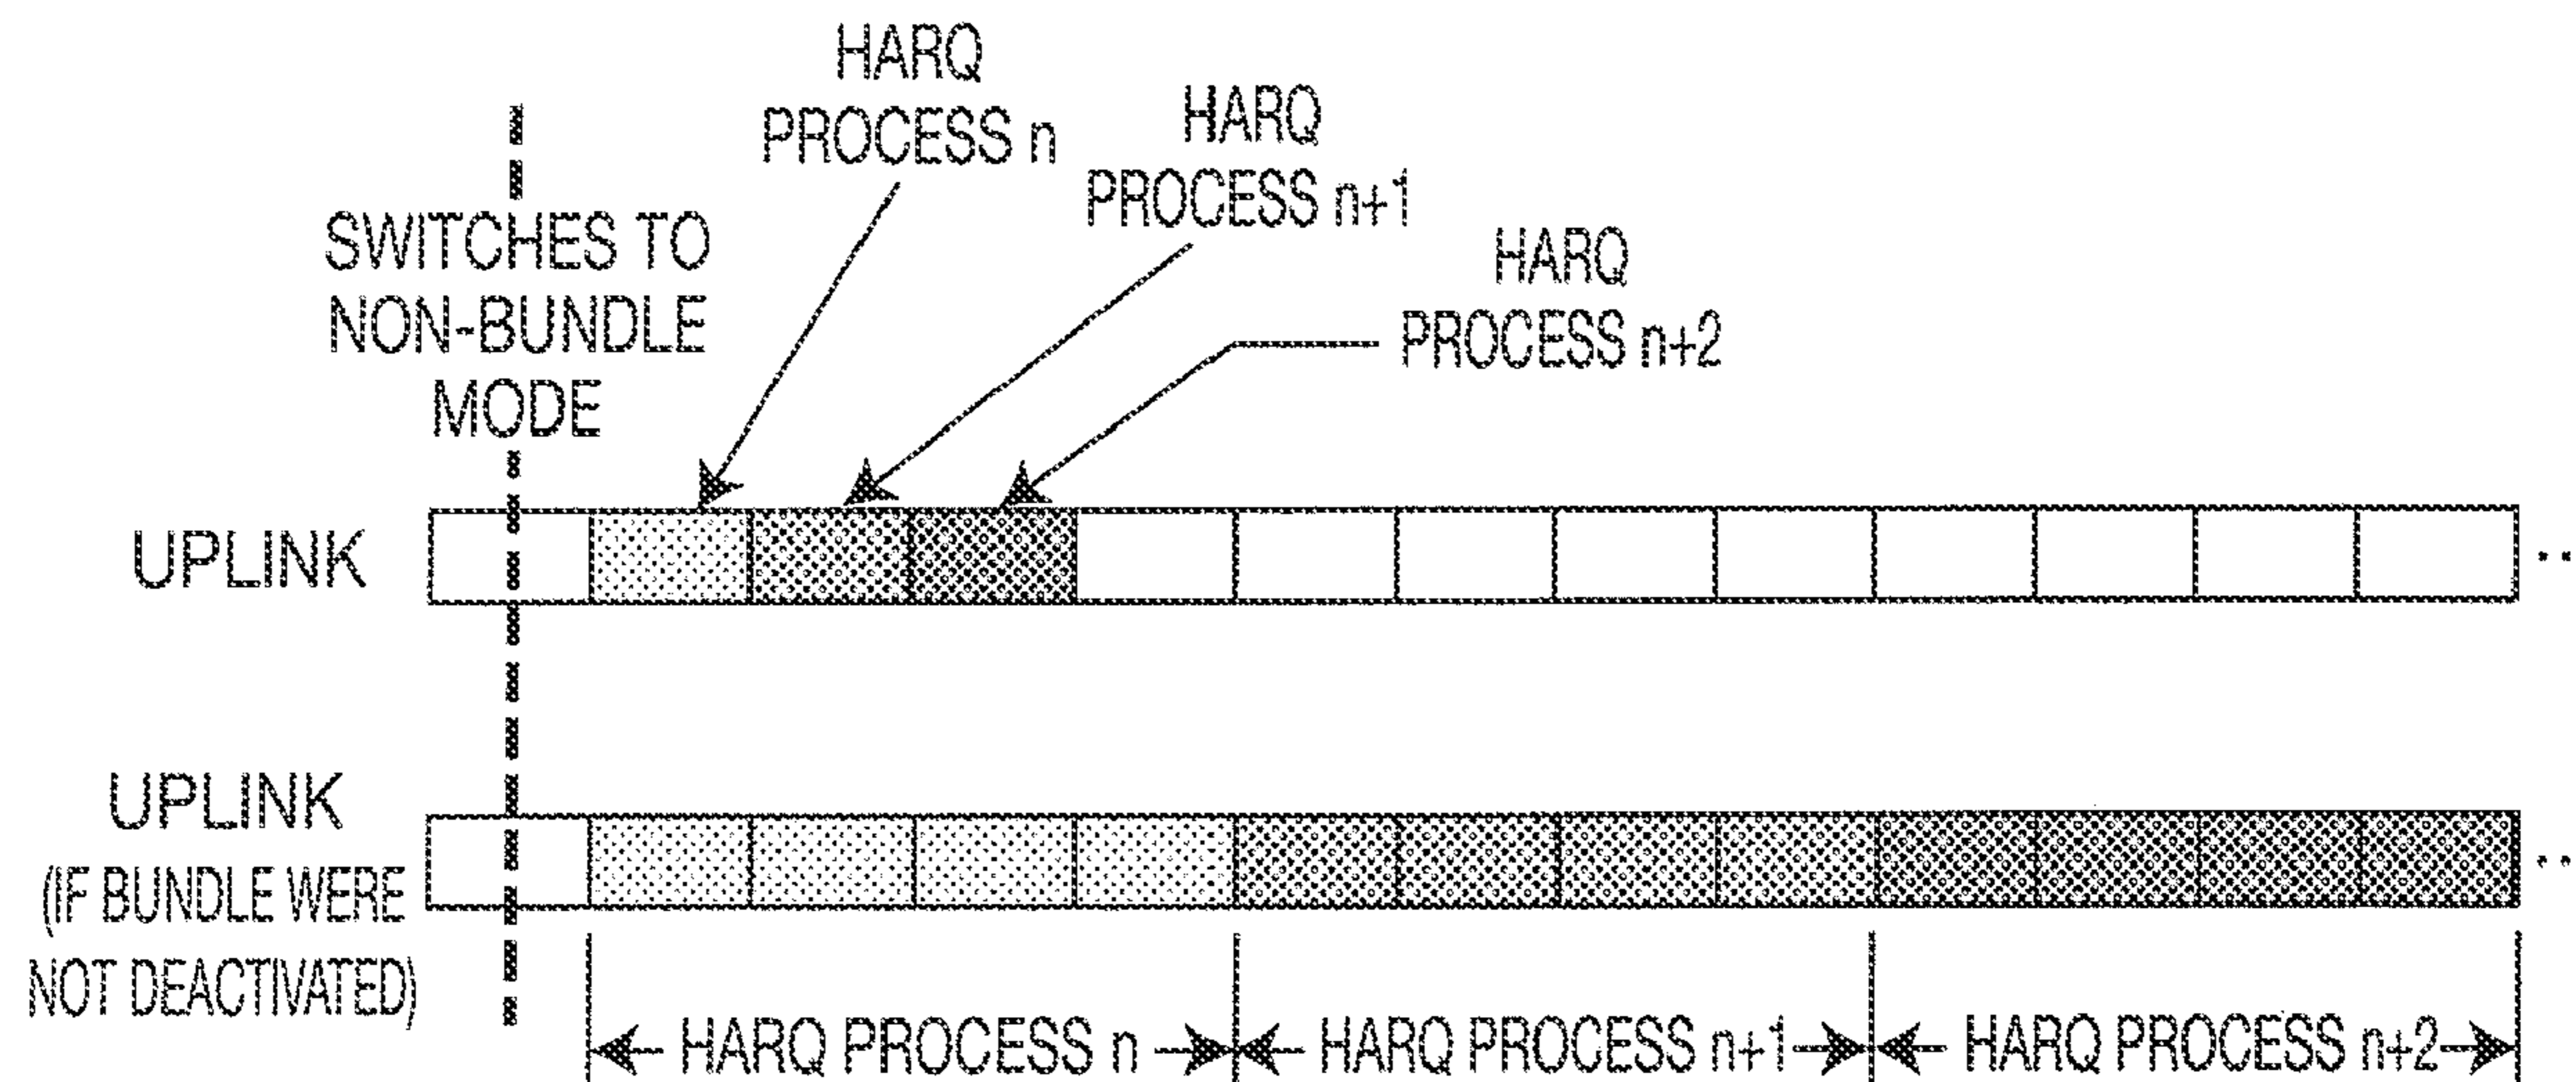 HARQ
PROCESS n
HARQ
PROCESS n+1
HARQ
PROCESS n+2
SWITCHES TO
NON-BUNDLE
MODE
UPLINK
UPLINK
(IF BUNDLE WERE
NOT DEACTIVATED)
HARQ PROCESS n
HARQ PROCESS n+1
HARQ PROCESS n+2